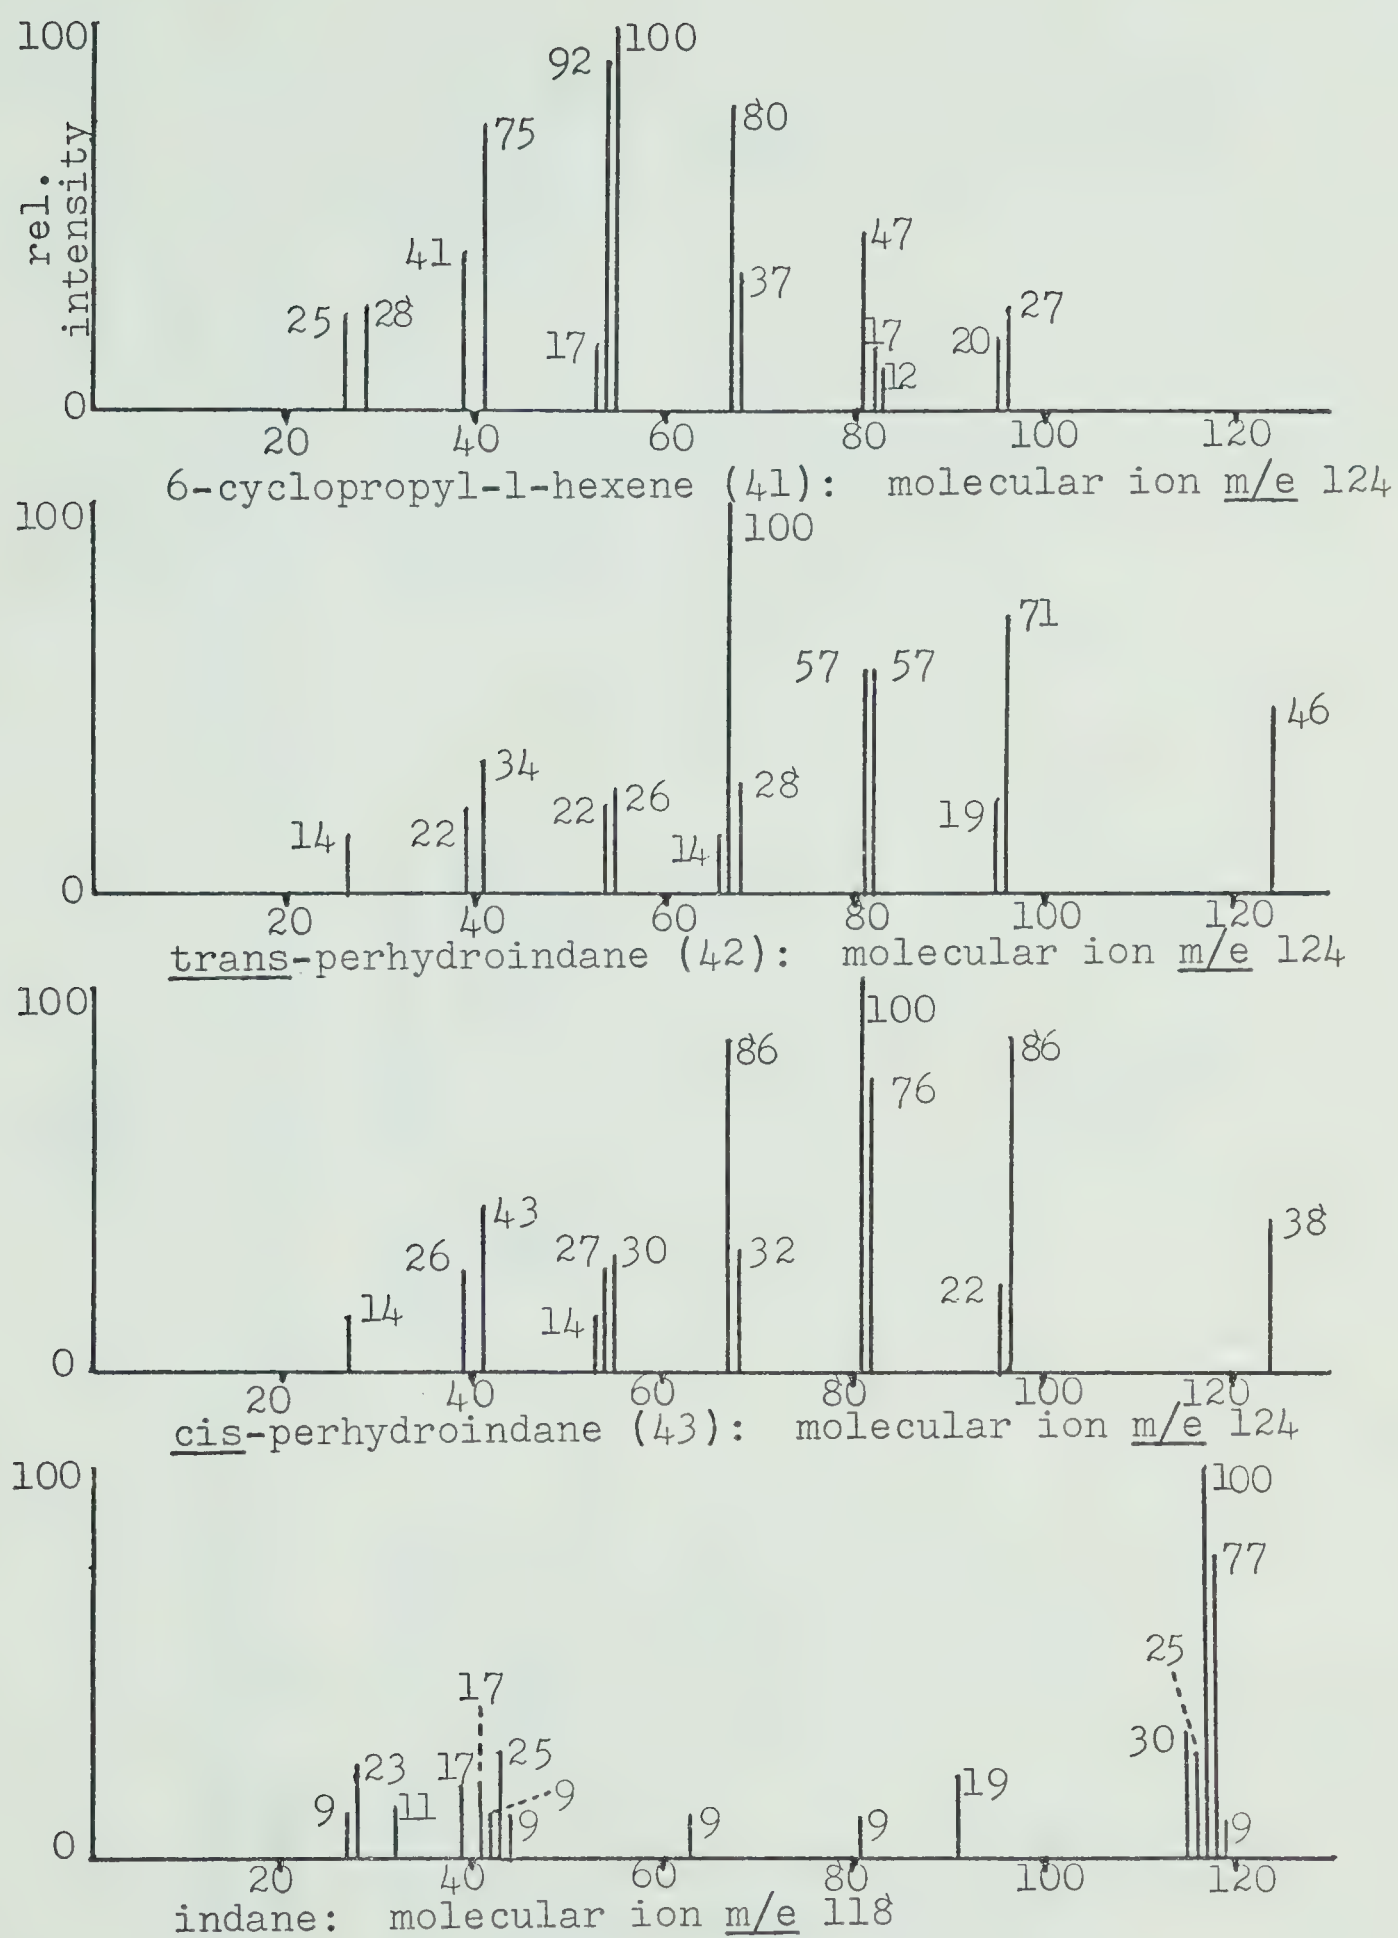 100
rel.
intensity
0
25 28 41 75 17 92 100 80 37 47 17 12 20 27
20 40 60 80 100 120
6-cyclopropyl-1-hexene (41): molecular ion m/e 124
100
0
14 22 34 22 26 14 100 28 57 57 19 71 46
20 40 60 80 100 120
trans-perhydroindane (42): molecular ion m/e 124
100
0
14 26 43 14 27 30 86 32 100 76 22 86 38
20 40 60 80 100 120
cis-perhydroindane (43): molecular ion m/e 124
100
0
9 23 11 17 17 25 9 9 9 9 19 30 25 100 77 9
20 40 60 80 100 120
indane: molecular ion m/e 118